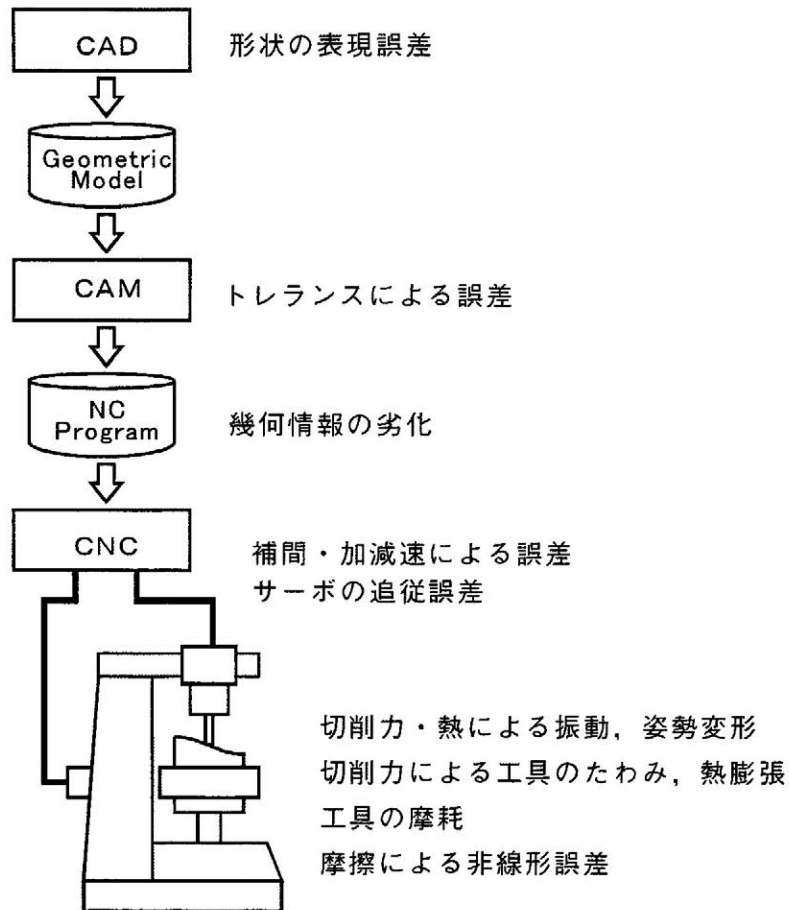 CAD
形状の表現誤差
Geometric
Model
CAM
トレランスによる誤差
NC
Program
幾何情報の劣化
CNC
補間・加減速による誤差
サーボの追従誤差
切削力・熱による振動，姿勢変形
切削力による工具のたわみ，熱膨張
工具の摩耗
摩擦による非線形誤差